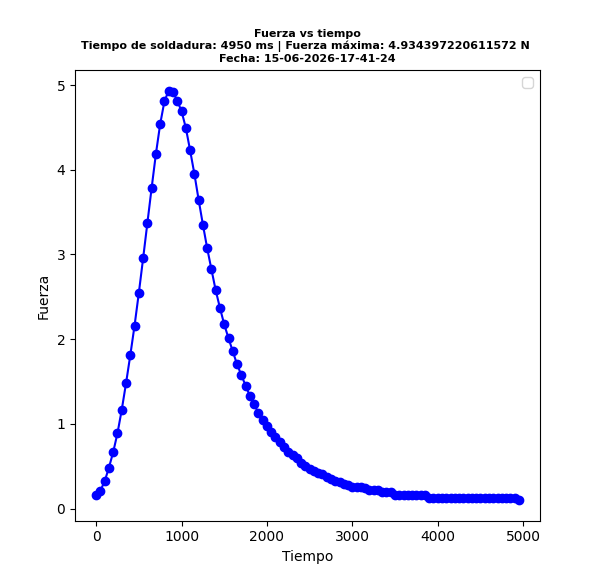 Fuerza vs tiempo
Tiempo de soldadura: 4950 ms | Fuerza máxima: 4.934397220611572 N
Fecha: 15-06-2026-17-41-24
5
4
3
2
1
0
Fuerza
0 1000 2000 3000 4000 5000
Tiempo